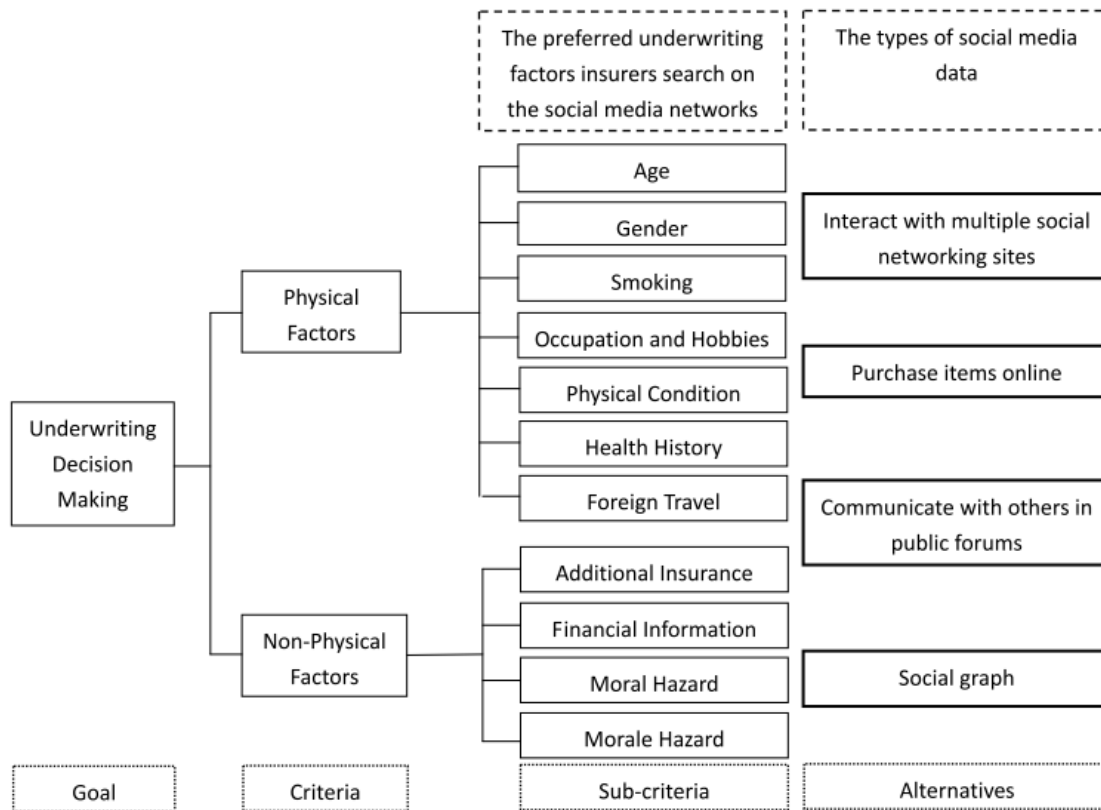 The preferred underwriting
factors insurers search on
the social media networks
The types of social media
data
Age
Gender
Smoking
Occupation and Hobbies
Physical Condition
Health History
Foreign Travel
Additional Insurance
Financial Information
Moral Hazard
Morale Hazard
Interact with multiple social
networking sites
Purchase items online
Communicate with others in
public forums
Social graph
Physical
Factors
Non-Physical
Factors
Underwriting
Decision
Making
Goal
Criteria
Sub-criteria
Alternatives